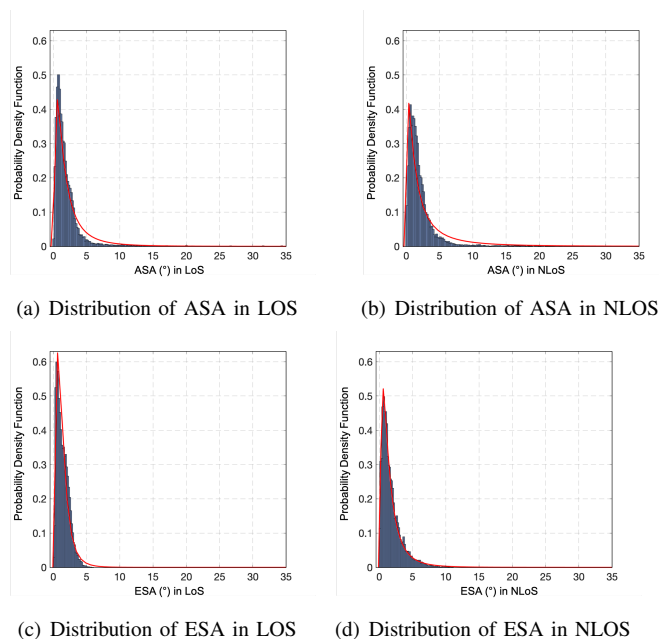 0.6
0.5
0.4
0.3
0.2
0.1
0
Probability Density Function
0 5 10 15 20 25 30 35
ASA (°) in LoS
(a) Distribution of ASA in LOS
0.6
0.5
0.4
0.3
0.2
0.1
0
Probability Density Function
0 5 10 15 20 25 30 35
ASA (°) in NLoS
(b) Distribution of ASA in NLOS
0.6
0.5
0.4
0.3
0.2
0.1
0
Probability Density Function
0 5 10 15 20 25 30 35
ESA (°) in LoS
(c) Distribution of ESA in LOS
0.6
0.5
0.4
0.3
0.2
0.1
0
Probability Density Function
0 5 10 15 20 25 30 35
ESA (°) in NLoS
(d) Distribution of ESA in NLOS